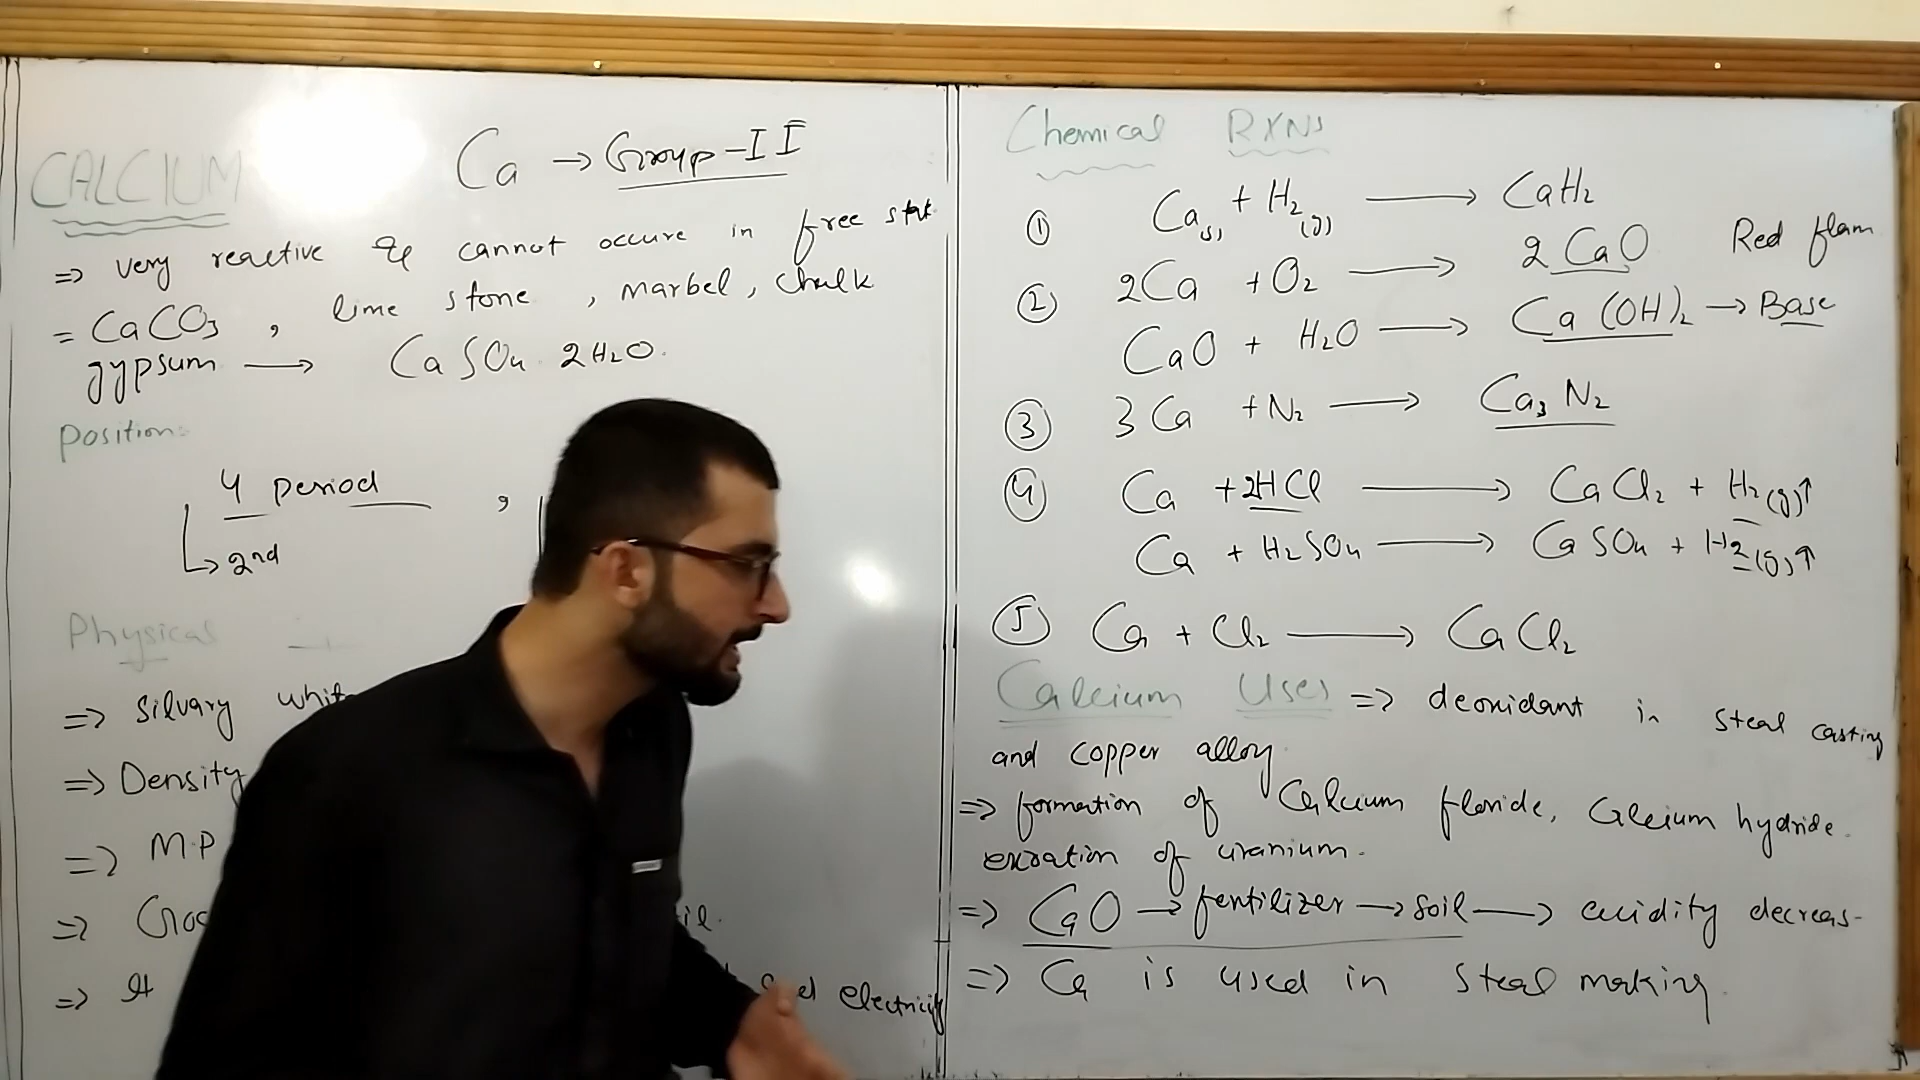 CALCIUM
Ca → Group-II
⇒ very reactive & cannot occure in free stat
= CaCO3 , lime stone , marbel, chalk
gypsum → CaSO4 2H2O.
Position:
4 period ,
↳ 2nd
Physical
⇒ Silvary white
⇒ Density
⇒ M.P
⇒
⇒ It electricity
Chemical RXNs
① Ca(s) + H2(g) → CaH2
② 2Ca + O2 → 2CaO Red flam
CaO + H2O → Ca(OH)2 → Base
③ 3Ca + N2 → Ca3N2
④ Ca + 2HCl → CaCl2 + H2(g)↑
Ca + H2SO4 → CaSO4 + H2(g)↑
⑤ Ca + Cl2 → CaCl2
Calcium Uses ⇒ deoxidant in steal casting
and copper alloy
⇒ formation of Calcium floride, Calcium hydride.
exration of uranium.
⇒ CaO → fertilizer → soil → acidity decreas-
⇒ Ca is used in steal making.